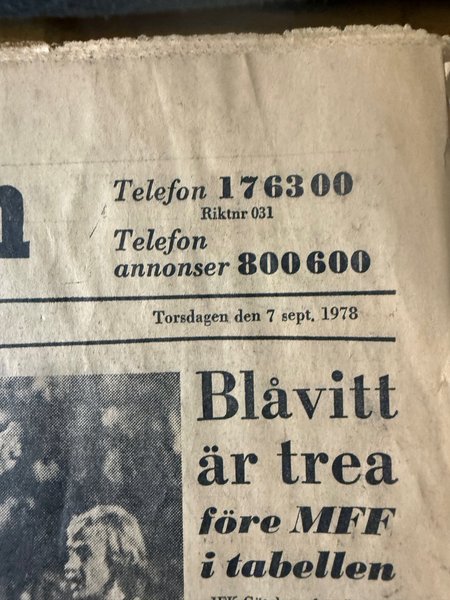 n
Telefon 176300
Riktnr 031
Telefon
annonser 800600
Torsdagen den 7 sept. 1978
Blåvitt
är trea
före MFF
i tabellen